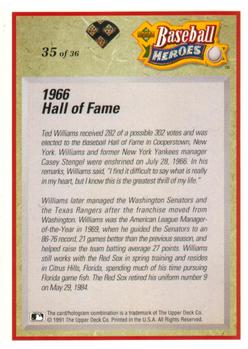 35 of 36
UPPER DECK
Baseball
HEROES
1966
Hall of Fame
Ted Williams received 282 of a possible 302 votes and
was elected to the Baseball Hall of Fame in Cooperstown, New
York. Williams and former New York Yankees manager
Casey Stengel were enshrined on July 28, 1966. In his
remarks, Williams said, "I find it difficult to say what is really
in my heart, but I know this is the greatest thrill of my life."
Williams later managed the Washington Senators and
the Texas Rangers after the franchise moved from
Washington. Williams was the American League Manager-
of-the-Year in 1969, when he guided the Senators to an
86-76 record, 21 games better than the previous season, and
helped raise the team batting average 27 points. Williams
still works with the Red Sox in spring training and resides
in Citrus Hills, Florida, spending much of his time pursuing
Florida game fish. The Red Sox retired his uniform number 9
on May 29, 1984.
The card/hologram combination is a trademark of The Upper Deck Co.
© 1991 The Upper Deck Co. Printed in the U.S.A. All Rights Reserved.